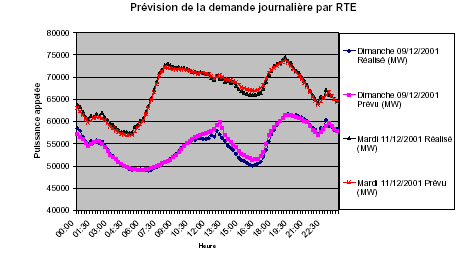 Prévision de la demande journalière par RTE
Puissance appelée
80000
75000
70000
65000
60000
55000
50000
45000
40000
00:00
01:30
03:00
04:30
06:00
07:30
09:00
10:30
12:00
13:30
15:00
16:30
18:00
19:30
21:00
22:30
Heure
Dimanche 09/12/2001
Réalisé (MW)
Dimanche 09/12/2001
Prévu (MW)
Mardi 11/12/2001 Réalisé
(MW)
Mardi 11/12/2001 Prévu
(MW)